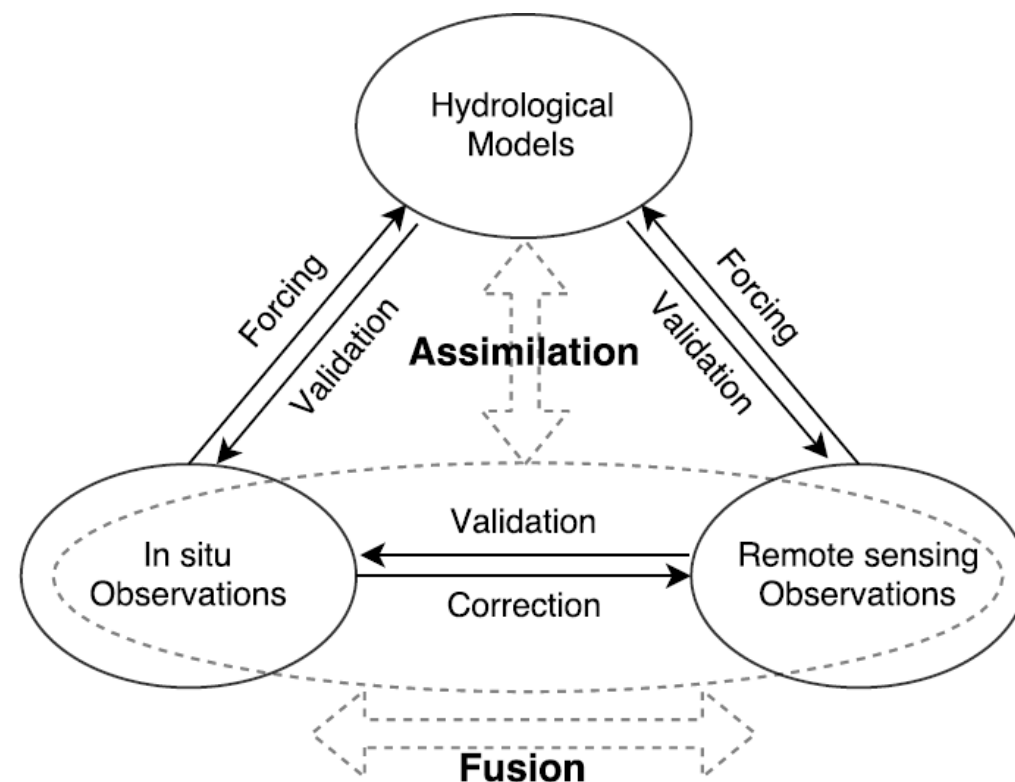 Hydrological
Models
Forcing
Validation
Forcing
Validation
Assimilation
Validation
Correction
In situ
Observations
Remote sensing
Observations
Fusion